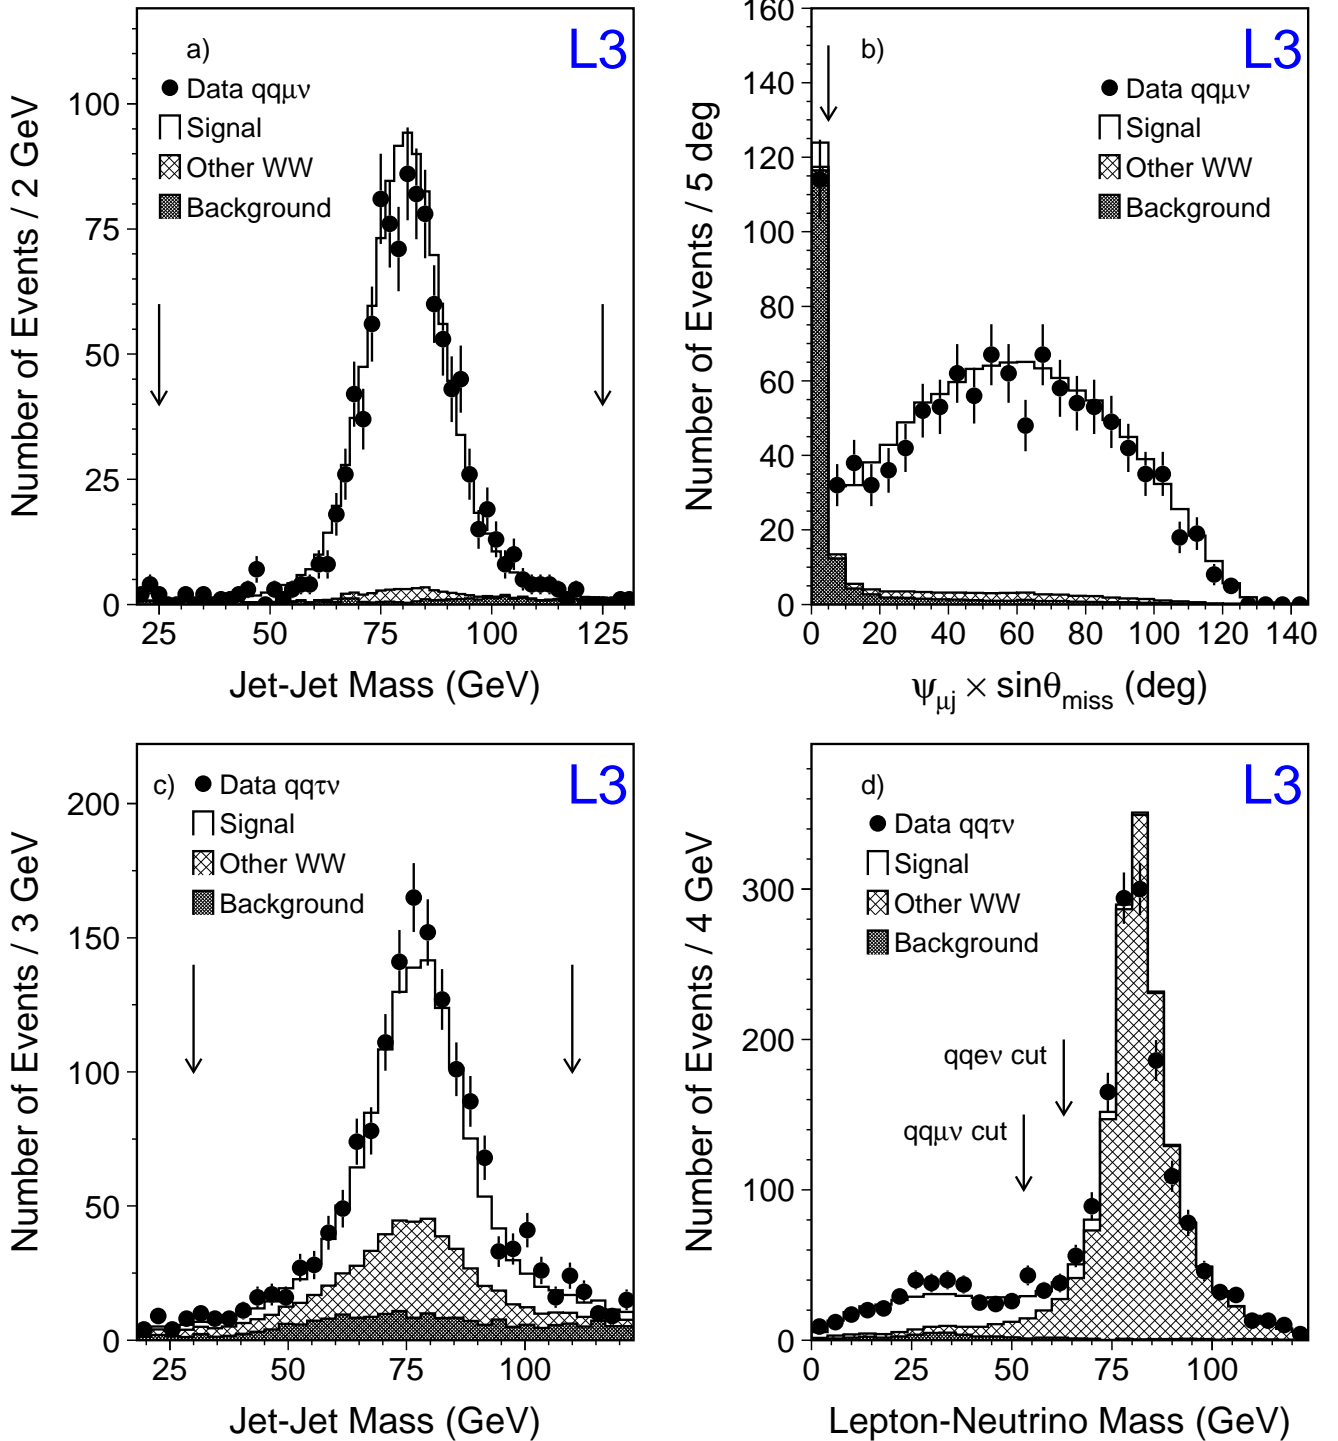 a)
L3
Data qqμν
Signal
Other WW
Background
Number of Events / 2 GeV
100
75
50
25
0
25 50 75 100 125
Jet-Jet Mass (GeV)
b)
L3
Data qqμν
Signal
Other WW
Background
Number of Events / 5 deg
160
140
120
100
80
60
40
20
0
0 20 40 60 80 100 120 140
ψμj × sinθmiss (deg)
c)
L3
Data qqτν
Signal
Other WW
Background
Number of Events / 3 GeV
200
150
100
50
0
25 50 75 100
Jet-Jet Mass (GeV)
d)
L3
Data qqτν
Signal
Other WW
Background
qqeν cut
qqμν cut
Number of Events / 4 GeV
300
200
100
0
0 25 50 75 100
Lepton-Neutrino Mass (GeV)